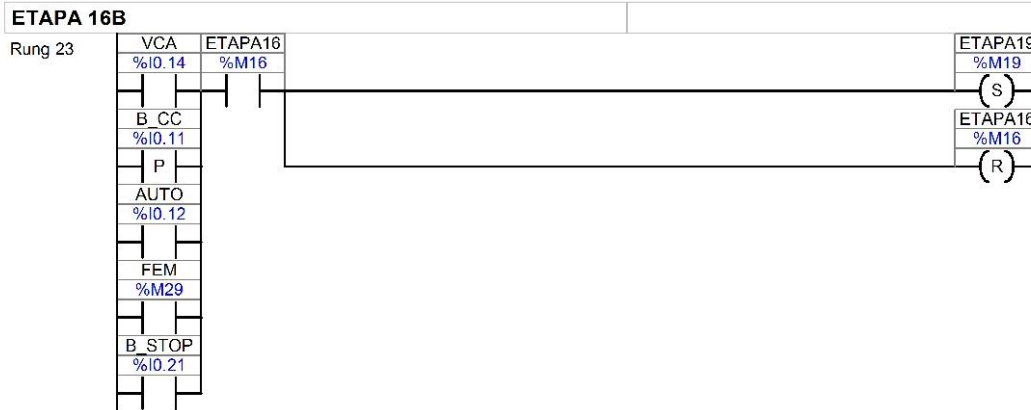 ETAPA 16B
Rung 23
VCA ETAPA16 ETAPA19
%I0.14 %M16 %M19
S
B_CC ETAPA16
%I0.11 %M16
P R
AUTO
%I0.12
FEM
%M29
B_STOP
%I0.21